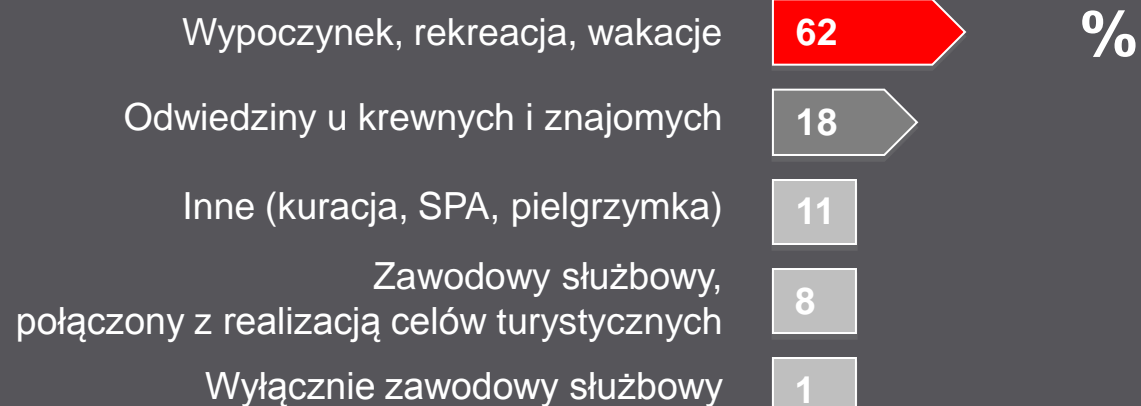 Wypoczynek, rekreacja, wakacje 62 %
Odwiedziny u krewnych i znajomych 18
Inne (kuracja, SPA, pielgrzymka) 11
Zawodowy służbowy,
połączony z realizacją celów turystycznych 8
Wyłącznie zawodowy służbowy 1